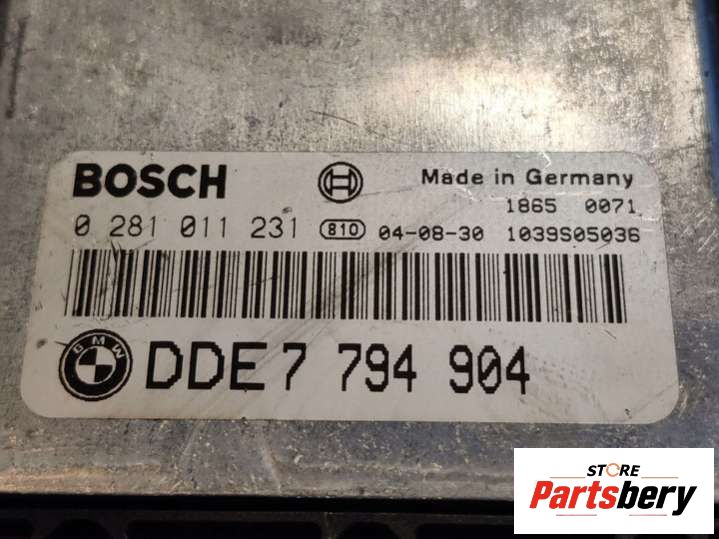 BOSCH Made in Germany
1865 0071
0 281 011 231 810 04-08-30 1039S05036
BMW DDE 7 794 904
STORE
Partsbery